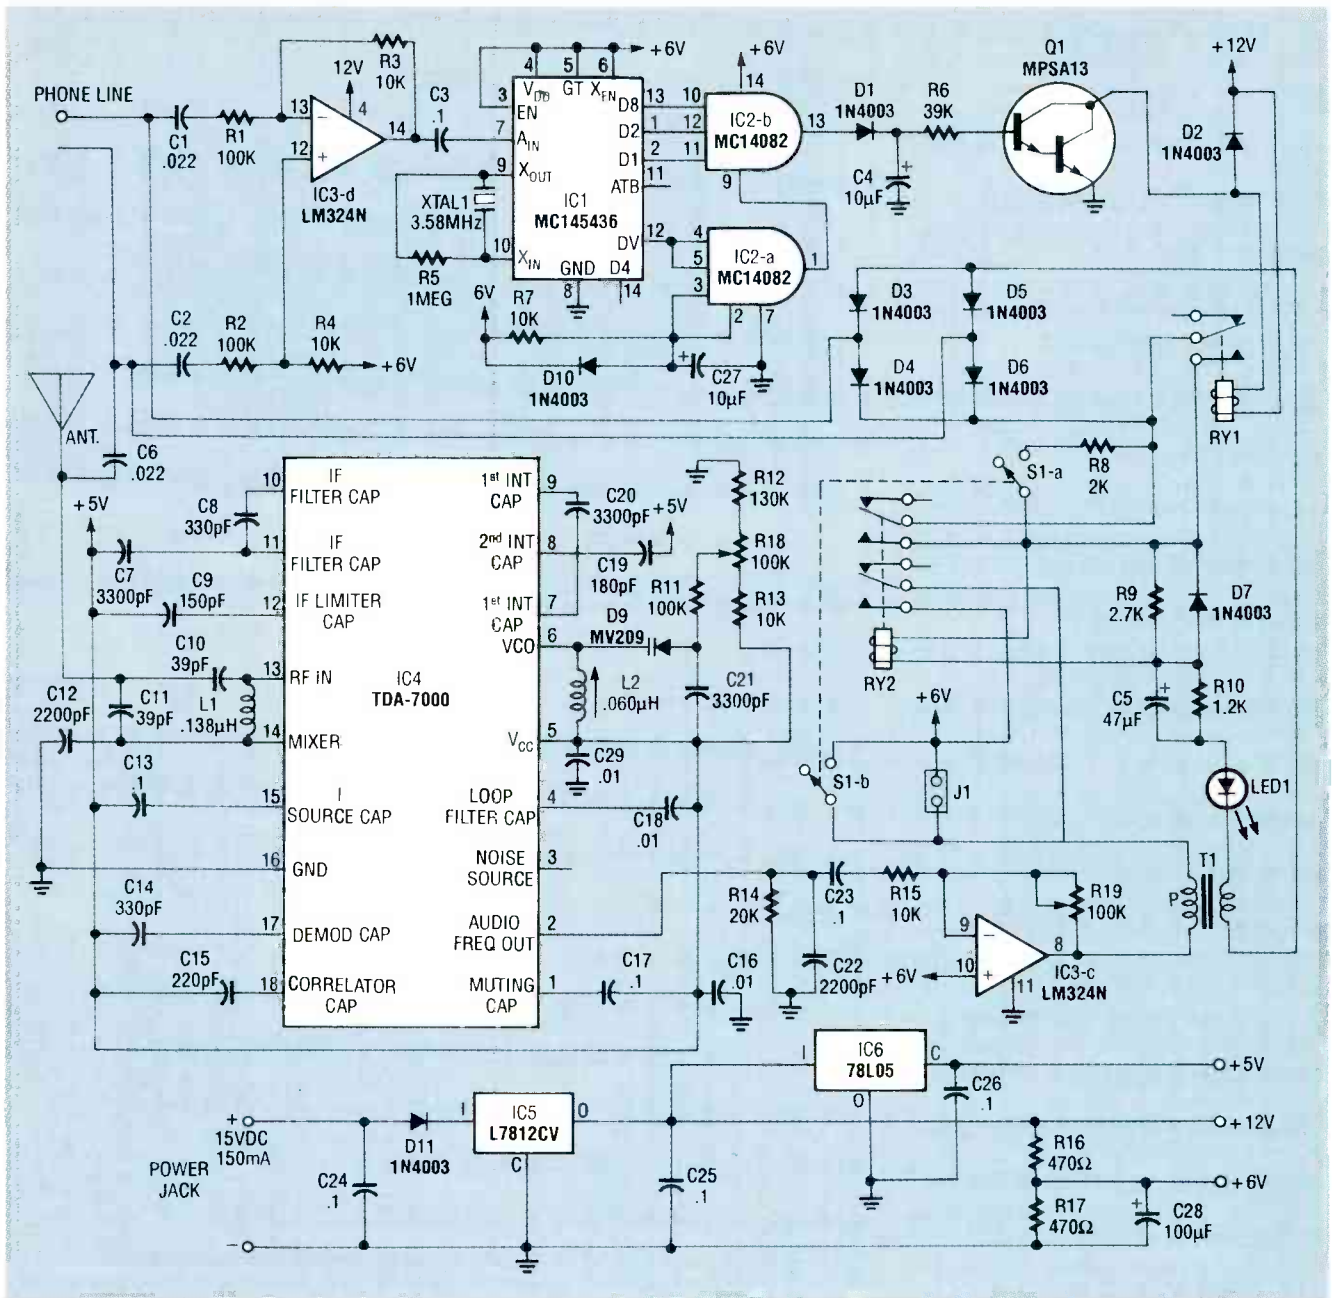 PHONE LINE
C1
.022
R1
100K
R3
10K
12V
4
13
12
14
−
+
IC3-d
LM324N
C3
.1
+6V
4
5
6
VDD
GT
XEN
3
EN
7
AIN
9
XOUT
10
XIN
XTAL1
3.58MHz
R5
1MEG
IC1
MC145436
GND
8
D4
14
D8
13
D2
1
D1
2
ATB
11
DV
12
+6V
14
10
12
11
IC2-b
MC14082
13
9
4
5
IC2-a
MC14082
1
3
2
7
D1
1N4003
R6
39K
C4
10µF
+
Q1
MPSA13
+12V
D2
1N4003
C2
.022
R2
100K
R4
10K
+6V
6V
R7
10K
D10
1N4003
+
C27
10µF
D3
1N4003
D5
1N4003
D4
1N4003
D6
1N4003
RY1
ANT.
C6
.022
+5V
C8
330pF
C7
3300pF
C9
150pF
C10
39pF
C12
2200pF
C11
39pF
L1
.138µH
C13
.1
C14
330pF
C15
220pF
10
IF
FILTER CAP
11
IF
FILTER CAP
12
IF LIMITER
CAP
13
RF IN
14
MIXER
15
I
SOURCE CAP
16
GND
17
DEMOD CAP
18
CORRELATOR
CAP
IC4
TDA-7000
1st INT
CAP
9
2nd INT
CAP
8
1st INT
CAP
7
VCO
6
VCC
5
LOOP
FILTER CAP
4
NOISE
SOURCE
3
AUDIO
FREQ OUT
2
MUTING
CAP
1
C20
3300pF
+5V
C19
180pF
R12
130K
R18
100K
R11
100K
R13
10K
D9
MV209
L2
.060µH
C21
3300pF
C29
.01
C18
.01
C17
.1
C16
.01
S1-a
R8
2K
R9
2.7K
D7
1N4003
RY2
C5
47µF
+
R10
1.2K
+6V
S1-b
J1
LED1
T1
P
R14
20K
C23
.1
R15
10K
C22
2200pF
R19
100K
9
−
10
+
8
11
+6V
IC3-c
LM324N
I
IC6
78L05
C
O
C26
.1
+5V
+12V
+6V
POWER
JACK
+
15VDC
150mA
−
C24
.1
D11
1N4003
I
IC5
L7812CV
O
C
C25
.1
R16
470Ω
R17
470Ω
+
C28
100µF